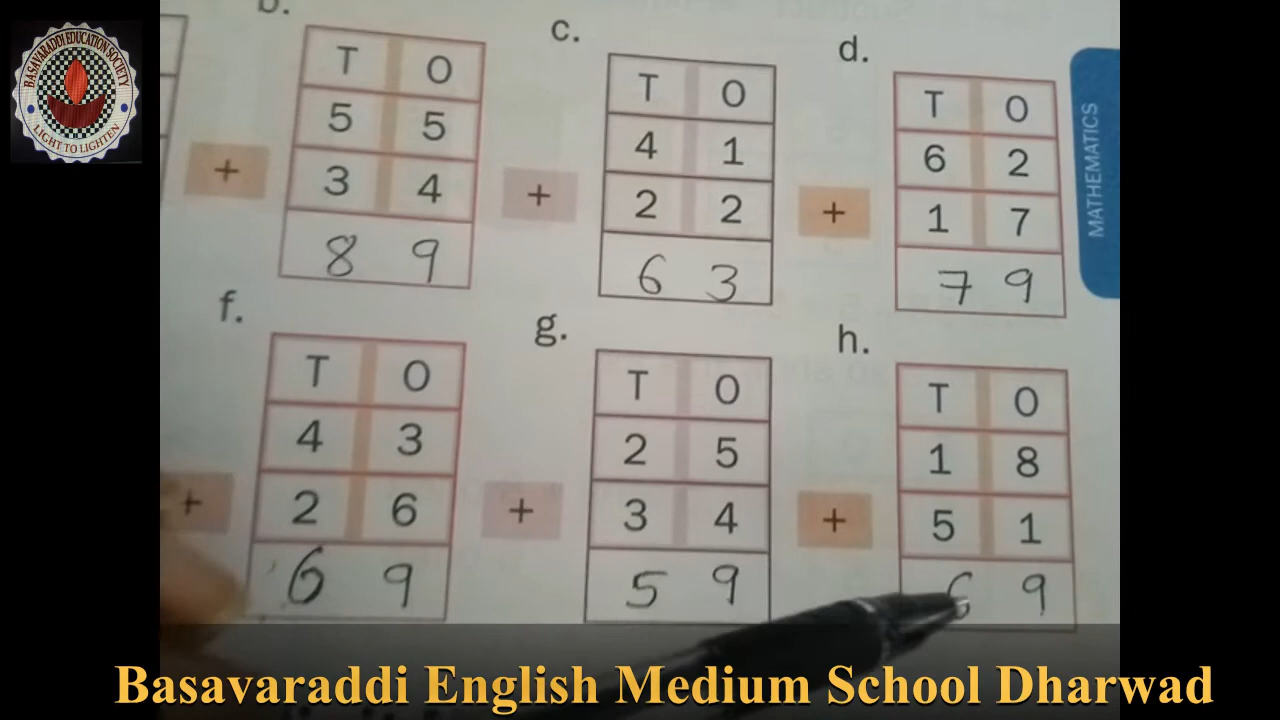 BASAVARADDI EDUCATION SOCIETY
LIGHT TO LIGHTEN
b.
T O
5 5
+ 3 4
8 9
c.
T O
4 1
+ 2 2
6 3
d.
T O
6 2
+ 1 7
7 9
MATHEMATICS
f.
T O
4 3
+ 2 6
6 9
g.
T O
2 5
+ 3 4
5 9
h.
T O
1 8
+ 5 1
6 9
Basavaraddi English Medium School Dharwad